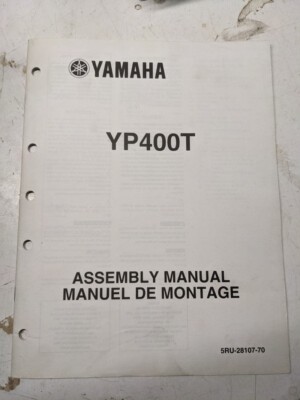 YAMAHA
YP400T
ASSEMBLY MANUAL
MANUEL DE MONTAGE
5RU-28107-70